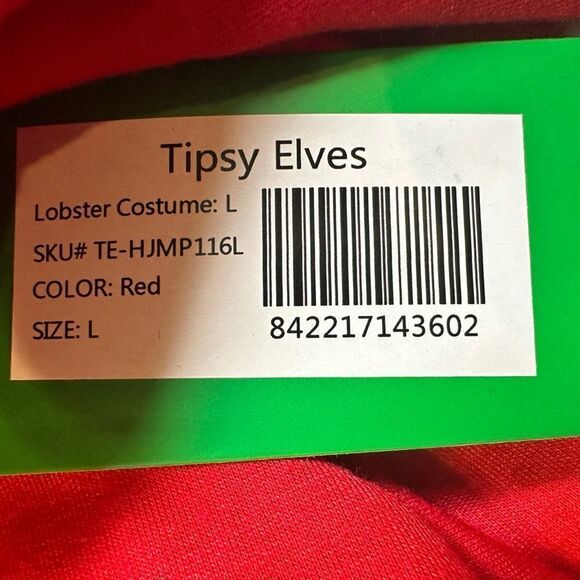 Tipsy Elves
Lobster Costume: L
SKU# TE-HJMP116L
COLOR: Red
SIZE: L
842217143602